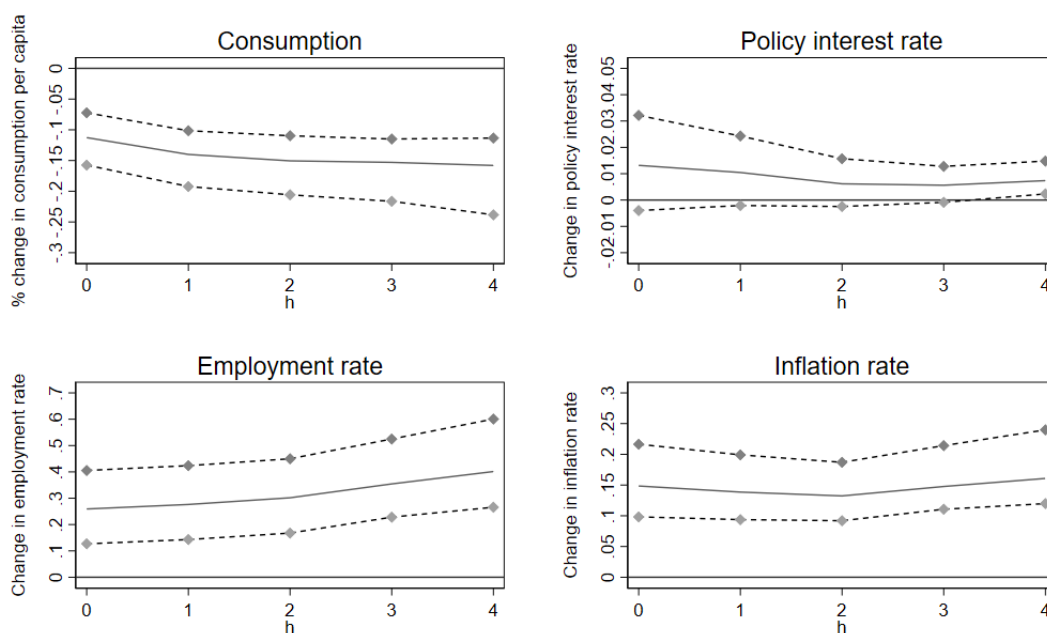 Consumption
% change in consumption per capita
0
-.05
-.1
-.15
-.2
-.25
-.3
0 1 2 3 4
h
Policy interest rate
Change in policy interest rate
.05
.04
.03
.02
.01
0
-.01
-.02
0 1 2 3 4
h
Employment rate
Change in employment rate
.7
.6
.5
.4
.3
.2
.1
0
0 1 2 3 4
h
Inflation rate
Change in inflation rate
.3
.25
.2
.15
.1
.05
0
0 1 2 3 4
h